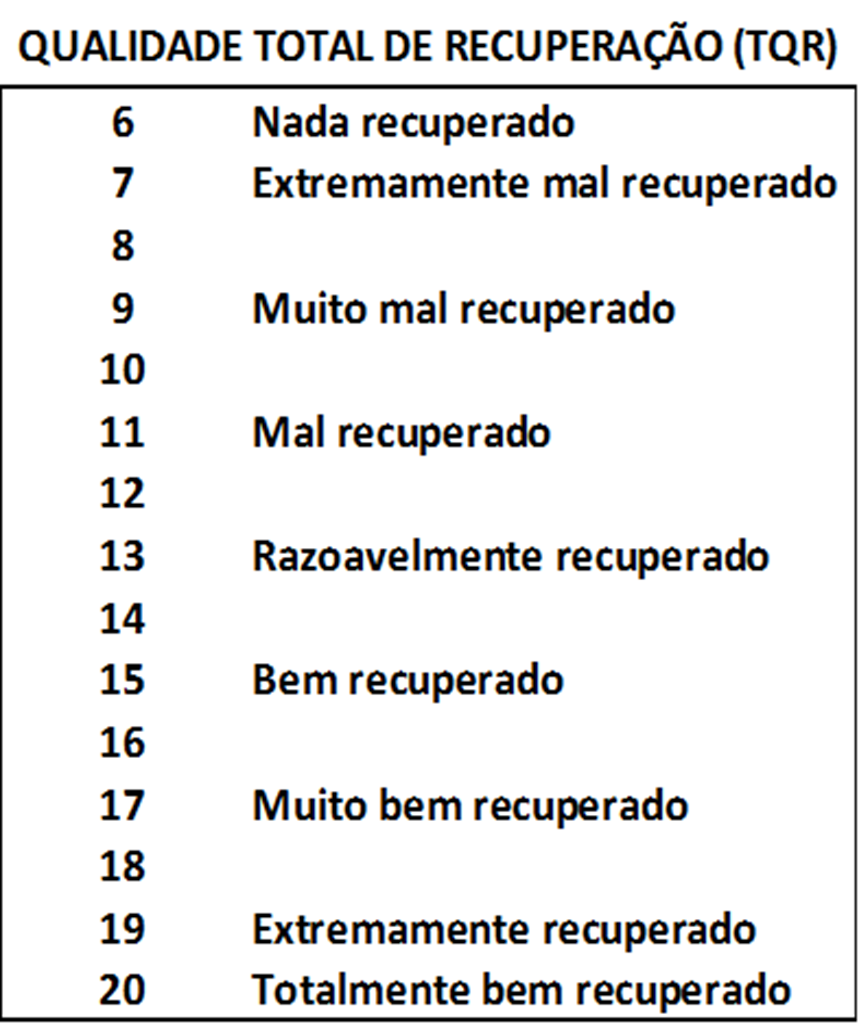 QUALIDADE TOTAL DE RECUPERAÇÃO (TQR)
6 Nada recuperado
7 Extremamente mal recuperado
8
9 Muito mal recuperado
10
11 Mal recuperado
12
13 Razoavelmente recuperado
14
15 Bem recuperado
16
17 Muito bem recuperado
18
19 Extremamente recuperado
20 Totalmente bem recuperado